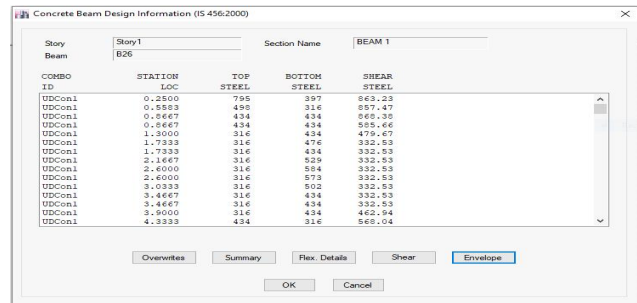 Concrete Beam Design Information (IS 456:2000)
Story Story1 Section Name BEAM 1
Beam B26
COMBO STATION TOP BOTTOM SHEAR
ID LOC STEEL STEEL STEEL
UDCon1 0.2500 795 397 863.23
UDCon1 0.5583 498 316 857.47
UDCon1 0.8667 434 434 868.38
UDCon1 0.8667 434 434 585.66
UDCon1 1.3000 316 434 479.67
UDCon1 1.7333 316 476 332.53
UDCon1 1.7333 316 434 332.53
UDCon1 2.1667 316 529 332.53
UDCon1 2.6000 316 584 332.53
UDCon1 2.6000 316 573 332.53
UDCon1 3.0333 316 502 332.53
UDCon1 3.4667 316 434 332.53
UDCon1 3.4667 316 434 332.53
UDCon1 3.9000 316 434 462.94
UDCon1 4.3333 434 316 568.04
Overwrites Summary Flex. Details Shear Envelope
OK Cancel